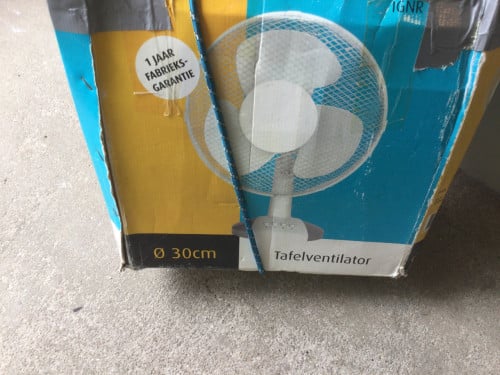 IGNR
1 JAAR
FABRIEKS-
GARANTIE
Ø 30cm
Tafelventilator